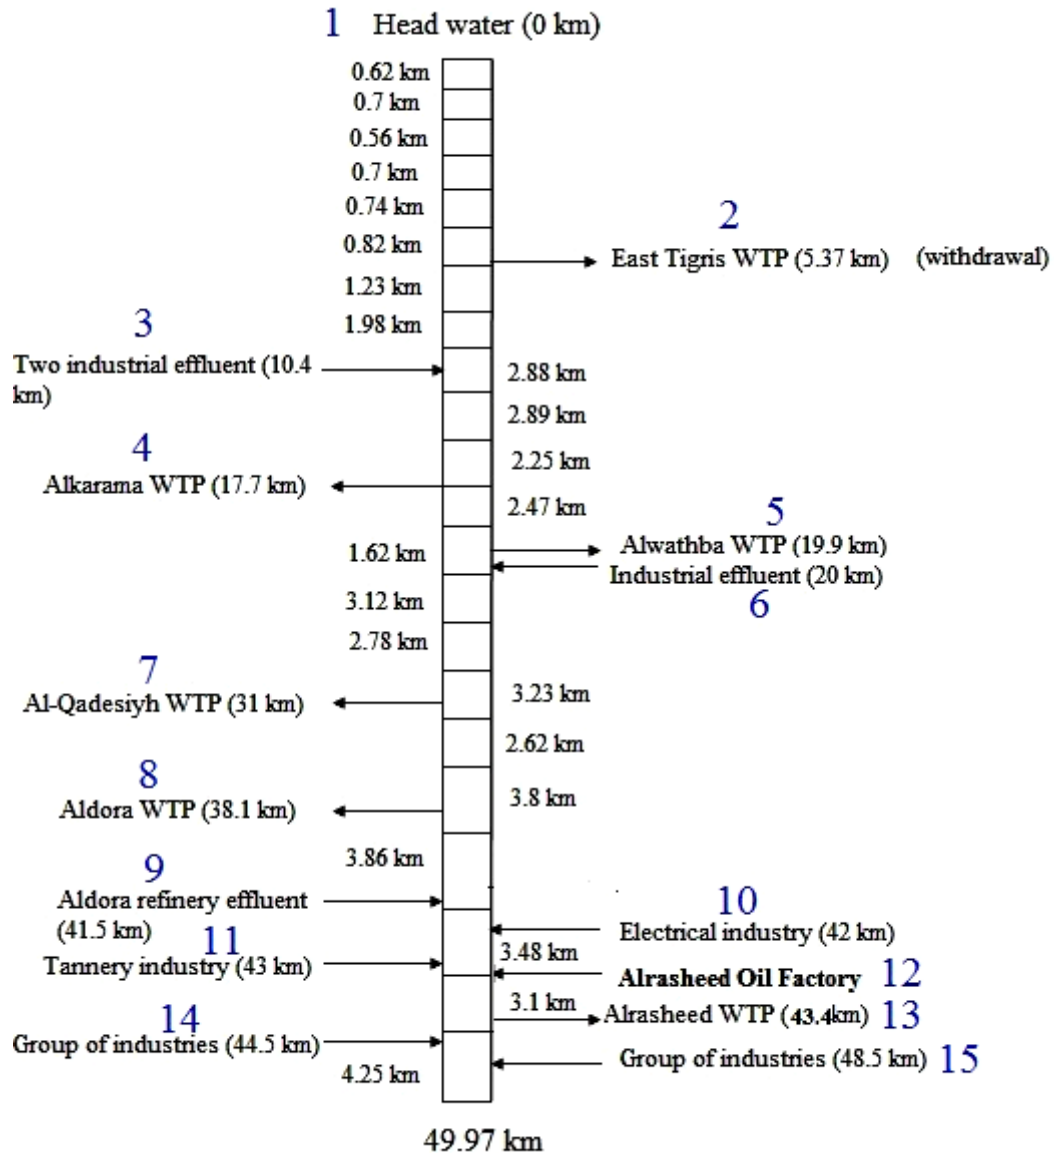 1 Head water (0 km)
0.62 km
0.7 km
0.56 km
0.7 km
0.74 km
2
0.82 km
East Tigris WTP (5.37 km) (withdrawal)
1.23 km
3
1.98 km
Two industrial effluent (10.4
km)
2.88 km
2.89 km
4
2.25 km
Alkarama WTP (17.7 km)
2.47 km
5
1.62 km
Alwathba WTP (19.9 km)
Industrial effluent (20 km)
6
3.12 km
2.78 km
7
3.23 km
Al-Qadesiyh WTP (31 km)
2.62 km
8
3.8 km
Aldora WTP (38.1 km)
3.86 km
9
Aldora refinery effluent
(41.5 km)
10
Electrical industry (42 km)
11
3.48 km
Tannery industry (43 km)
Alrasheed Oil Factory 12
3.1 km
Alrasheed WTP (43.4km) 13
14
Group of industries (44.5 km)
Group of industries (48.5 km) 15
4.25 km
49.97 km